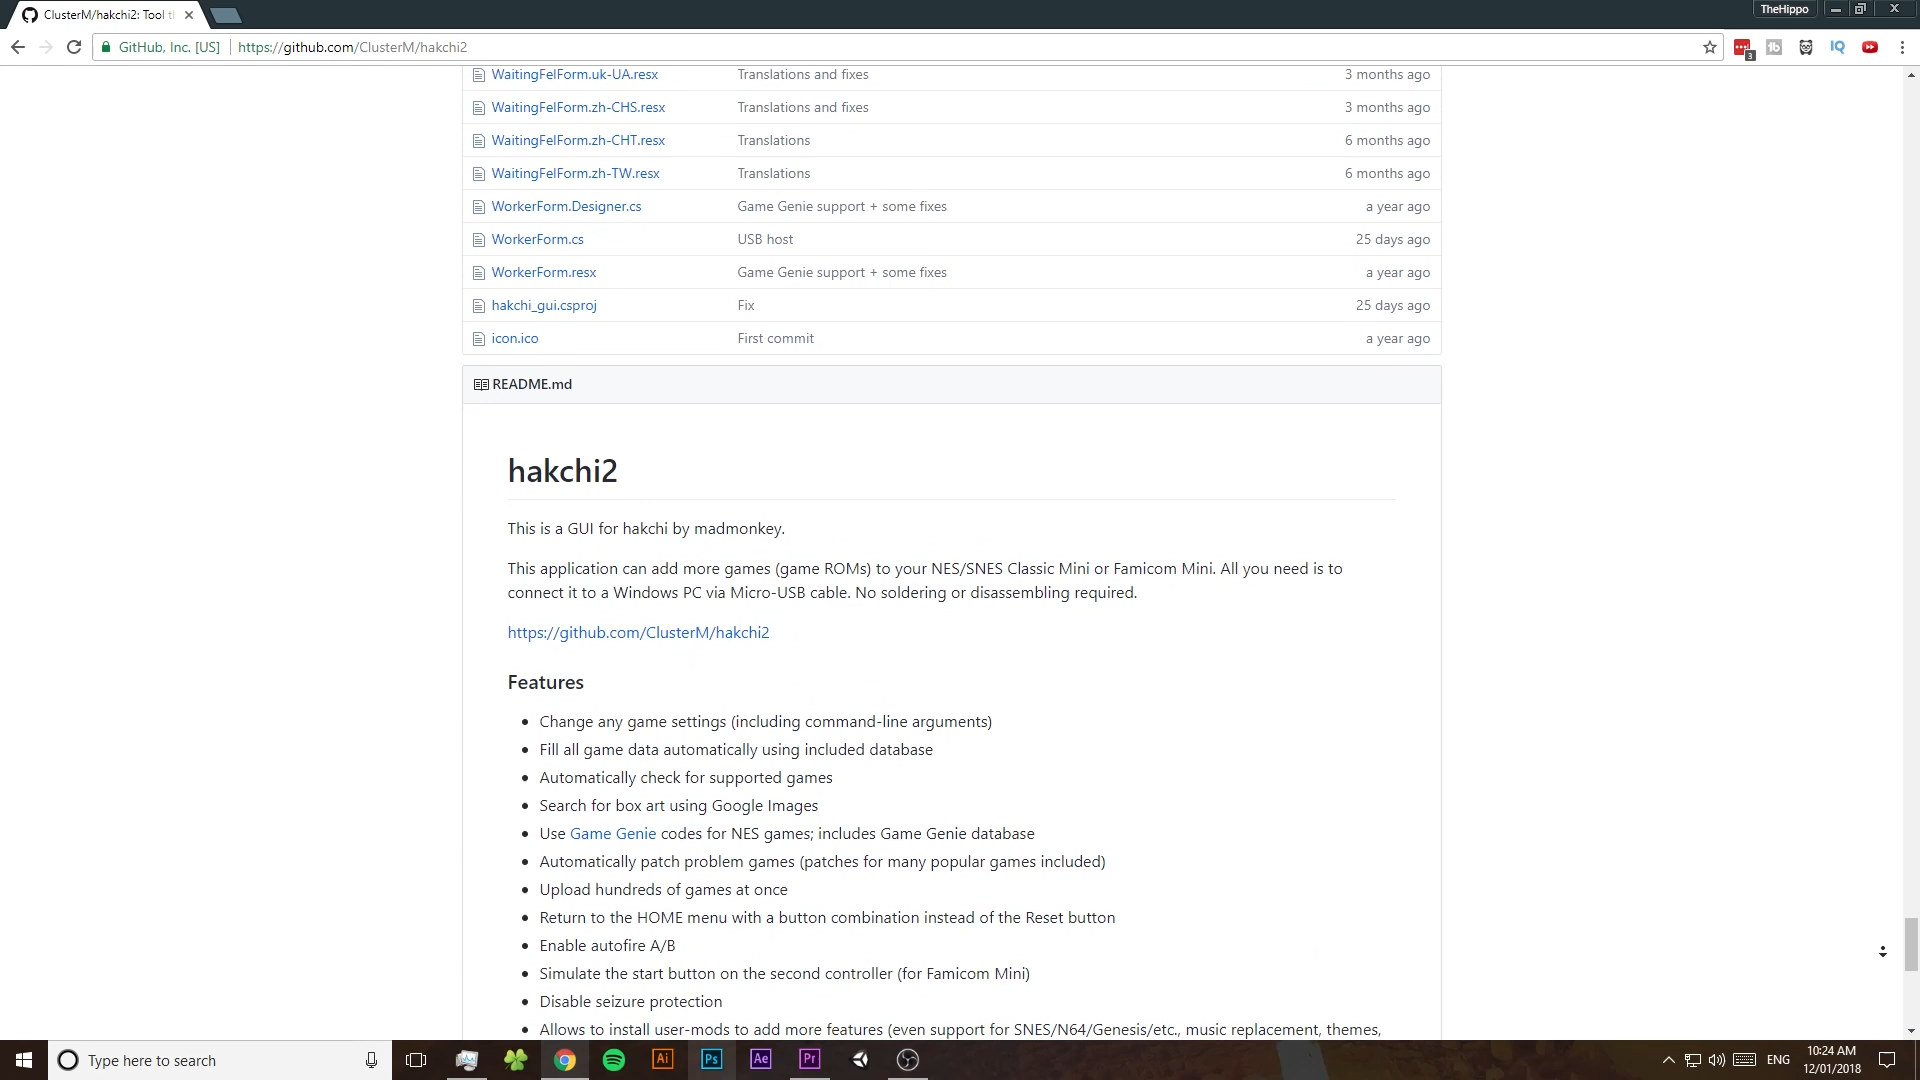 ClusterM/hakchi2: Tool t
TheHippo
GitHub, Inc. [US] https://github.com/ClusterM/hakchi2
3
IQ
WaitingFelForm.uk-UA.resx Translations and fixes 3 months ago
WaitingFelForm.zh-CHS.resx Translations and fixes 3 months ago
WaitingFelForm.zh-CHT.resx Translations 6 months ago
WaitingFelForm.zh-TW.resx Translations 6 months ago
WorkerForm.Designer.cs Game Genie support + some fixes a year ago
WorkerForm.cs USB host 25 days ago
WorkerForm.resx Game Genie support + some fixes a year ago
hakchi_gui.csproj Fix 25 days ago
icon.ico First commit a year ago
README.md
hakchi2
This is a GUI for hakchi by madmonkey.
This application can add more games (game ROMs) to your NES/SNES Classic Mini or Famicom Mini. All you need is to
connect it to a Windows PC via Micro-USB cable. No soldering or disassembling required.
https://github.com/ClusterM/hakchi2
Features
• Change any game settings (including command-line arguments)
• Fill all game data automatically using included database
• Automatically check for supported games
• Search for box art using Google Images
• Use Game Genie codes for NES games; includes Game Genie database
• Automatically patch problem games (patches for many popular games included)
• Upload hundreds of games at once
• Return to the HOME menu with a button combination instead of the Reset button
• Enable autofire A/B
• Simulate the start button on the second controller (for Famicom Mini)
• Disable seizure protection
• Allows to install user-mods to add more features (even support for SNES/N64/Genesis/etc., music replacement, themes,
Type here to search
Ai
Ps
Ae
Pr
ENG
10:24 AM
12/01/2018